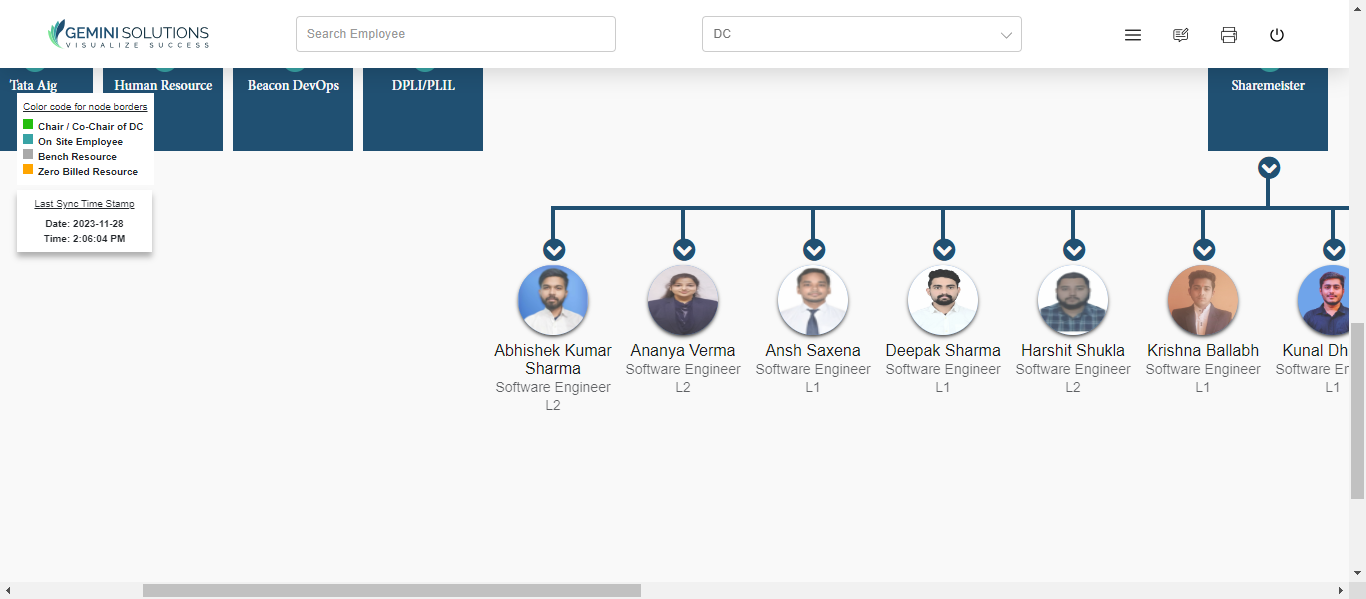 GEMINI SOLUTIONS
VISUALIZE SUCCESS
Search Employee
DC
Tata Aig
Human Resource
Beacon DevOps
DPLI/PLIL
Sharemeister
Color code for node borders
Chair / Co-Chair of DC
On Site Employee
Bench Resource
Zero Billed Resource
Last Sync Time Stamp
Date: 2023-11-28
Time: 2:06:04 PM
Abhishek Kumar
Sharma
Software Engineer
L2
Ananya Verma
Software Engineer
L2
Ansh Saxena
Software Engineer
L1
Deepak Sharma
Software Engineer
L1
Harshit Shukla
Software Engineer
L2
Krishna Ballabh
Software Engineer
L1
Kunal Dh
Software Er
L1